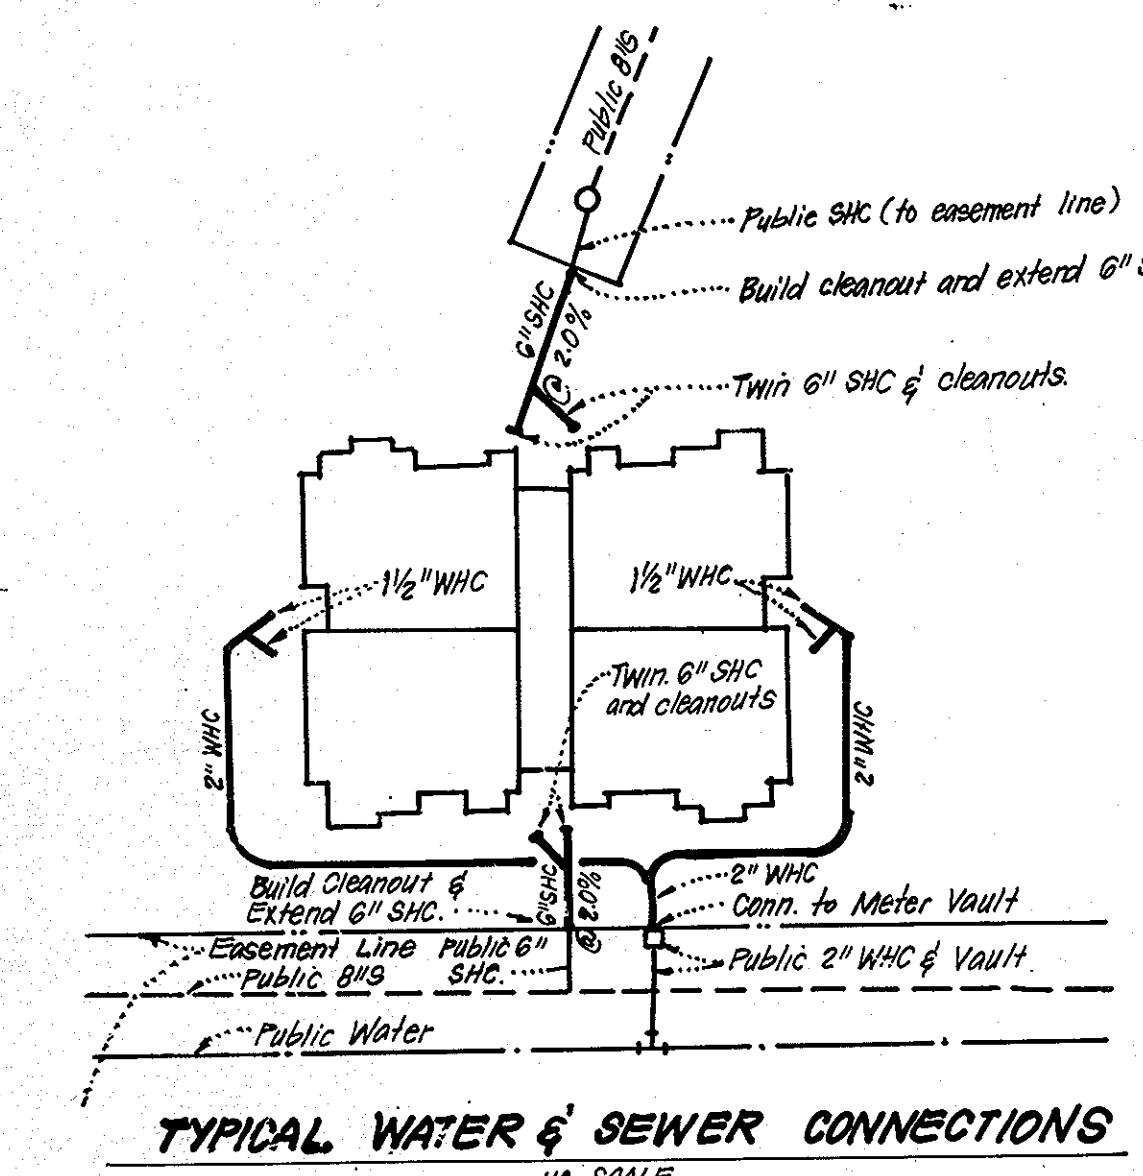 Public 8"S
Public SHC (to easement line)
Build cleanout and extend 6"
6" SHC
@ 2.0%
Twin 6" SHC & cleanouts.
1½" WHC
1½" WHC
Twin. 6" SHC
and cleanouts
2" WHC
2" WHC
2" WHC
Build Cleanout &
Extend 6" SHC.
6" SHC
@ 2.0%
Conn. to Meter Vault
Easement Line
Public 6"
SHC.
Public 8"S
Public 2" WHC & Vault
Public Water
TYPICAL WATER & SEWER CONNECTIONS
SCALE